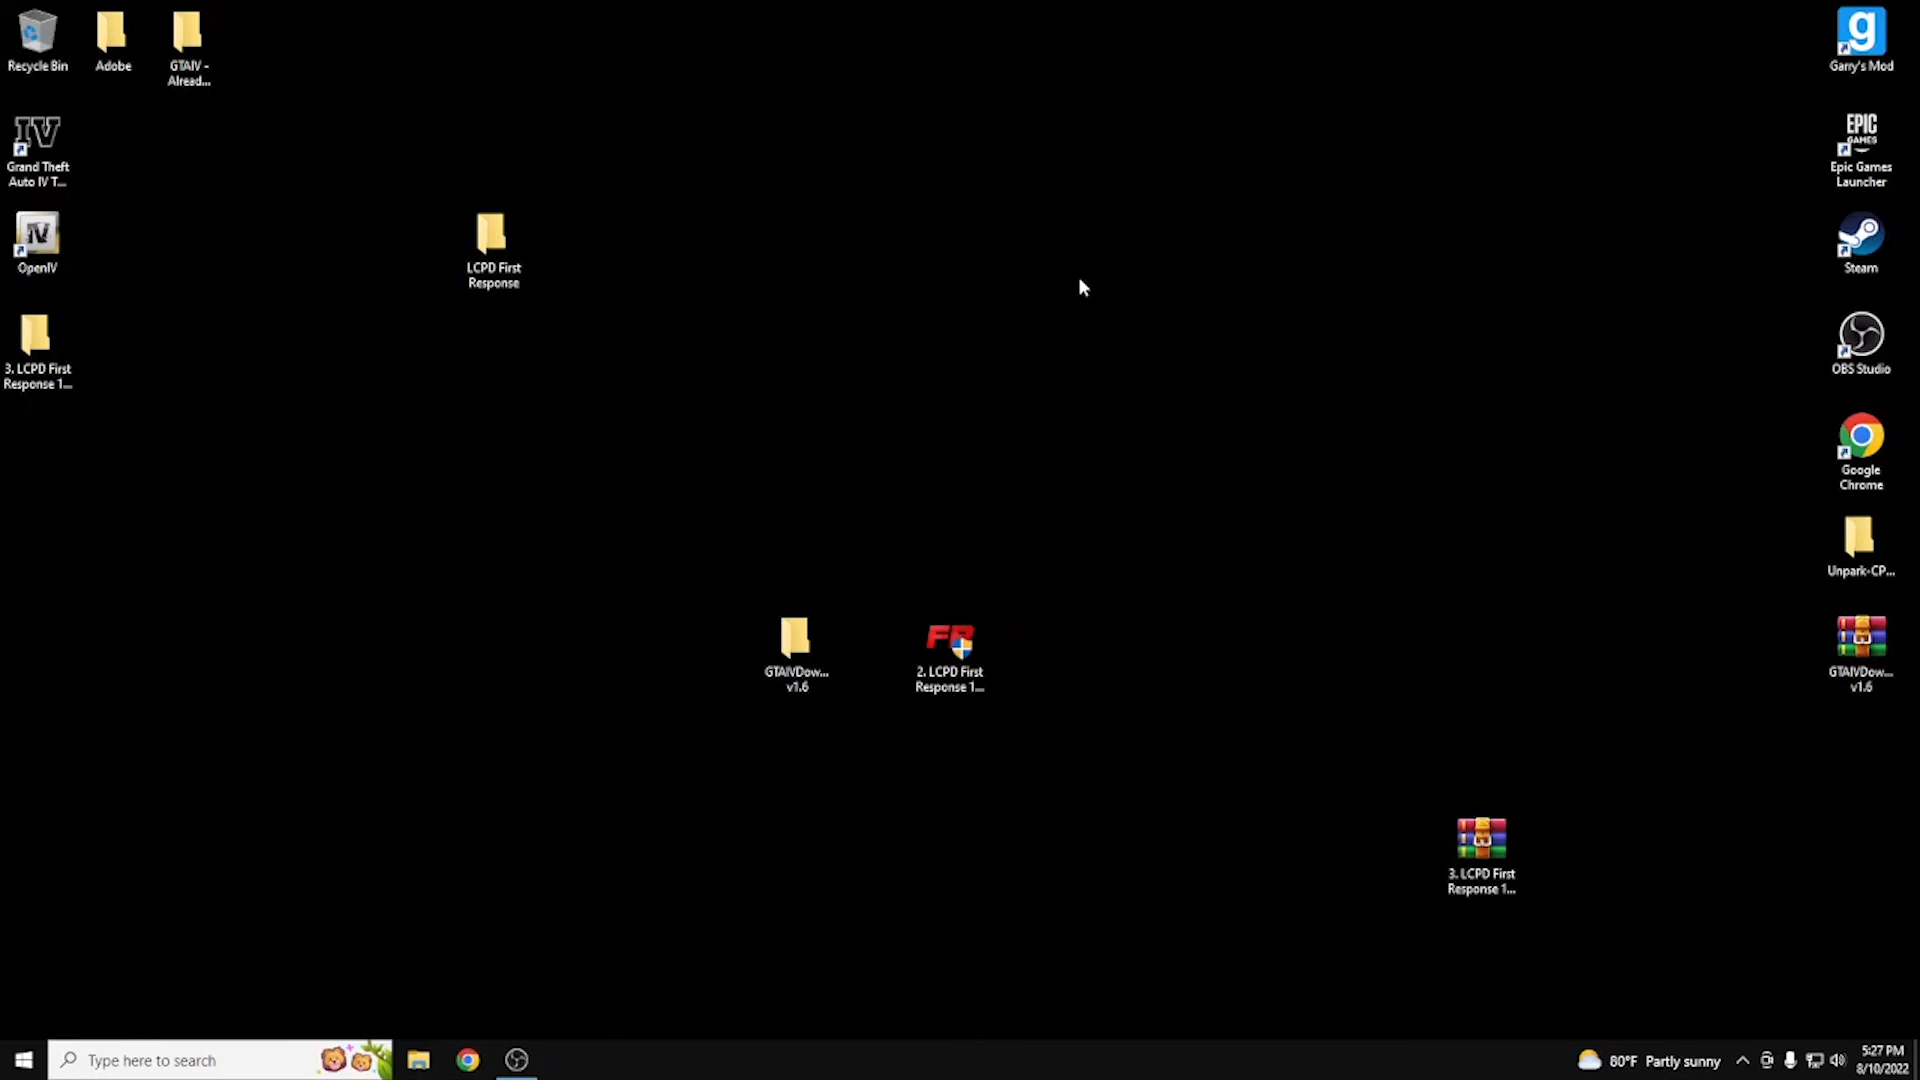 Recycle Bin
Adobe
GTAIV -
Alread...
Grand Theft
Auto IV T...
IV
OpenIV
3. LCPD First
Response 1...
LCPD First
Response
GTAIVDow...
v1.6
2. LCPD First
Response 1...
3. LCPD First
Response 1...
g
Garry's Mod
EPIC
GAMES
Epic Games
Launcher
Steam
OBS Studio
Google
Chrome
Unpark-CP...
GTAIVDow...
v1.6
IV
FR
Type here to search
80°F Partly sunny
5:27 PM
8/10/2022